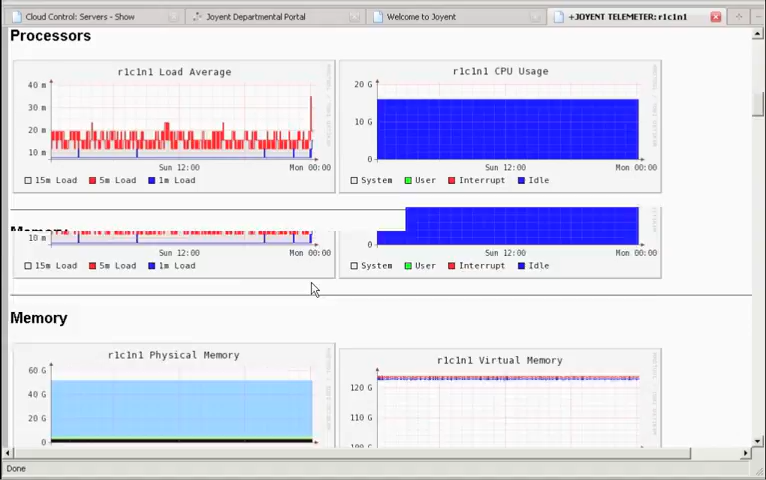 Cloud Control: Servers - Show
Joyent Departmental Portal
Welcome to Joyent
+JOYENT TELEMETER: r1c1n1
Processors
r1c1n1 Load Average
40 m
30 m
20 m
10 m
Sun 12:00
Mon 00:00
15m Load
5m Load
1m Load
r1c1n1 CPU Usage
20 G
10 G
0
Sun 12:00
Mon 00:00
System
User
Interrupt
Idle
10 m
Sun 12:00
Mon 00:00
15m Load
5m Load
1m Load
0
Sun 12:00
Mon 00:00
System
User
Interrupt
Idle
Memory
r1c1n1 Physical Memory
60 G
40 G
20 G
0
r1c1n1 Virtual Memory
120 G
110 G
Done